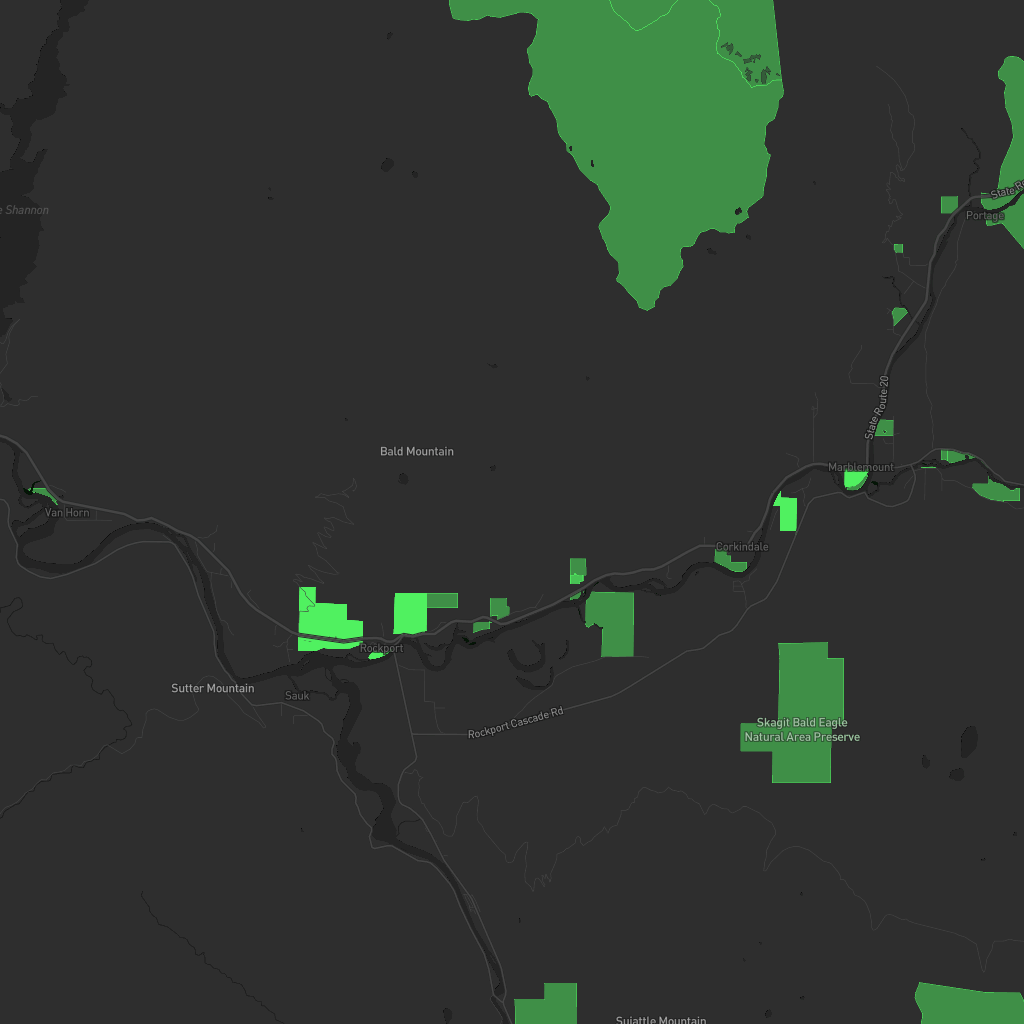 State Ro
e Shannon
Portage
State Route 20
Bald Mountain
Marblemount
Van Horn
Corkindale
Rockport
Sutter Mountain
Sauk
Rockport Cascade Rd
Skagit Bald Eagle
Natural Area Preserve
Suiattle Mountain